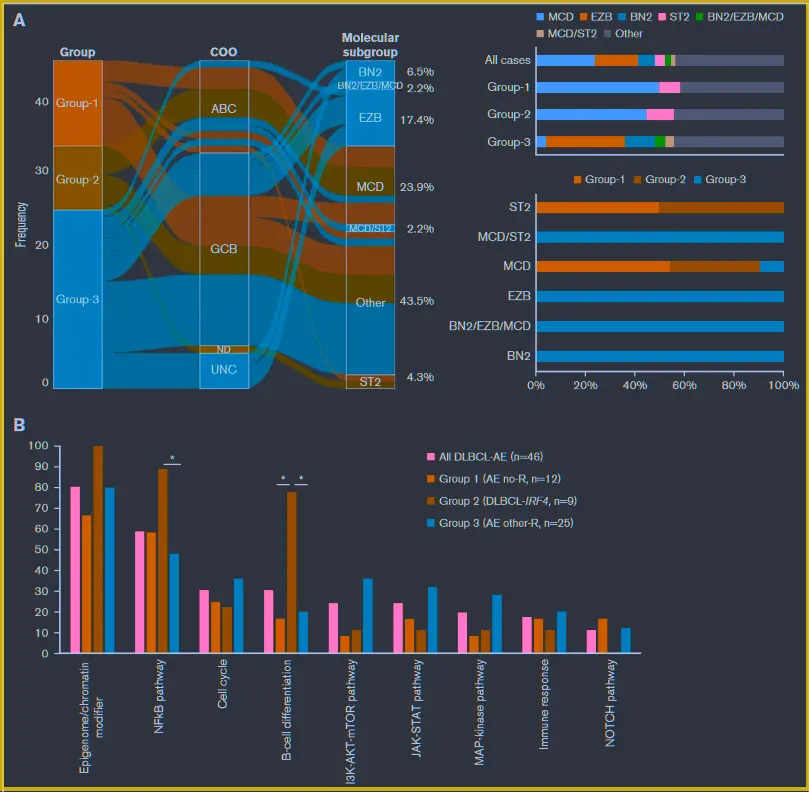 A
Group
COO
Molecular
subgroup
Frequency
40
30
20
10
0
Group-1
Group-2
Group-3
ABC
GCB
ND
UNC
BN2
BN2/EZB/MCD
EZB
MCD
MCD/ST2
Other
ST2
6.5%
2.2%
17.4%
23.9%
2.2%
43.5%
4.3%
MCD EZB BN2 ST2 BN2/EZB/MCD
MCD/ST2 Other
All cases
Group-1
Group-2
Group-3
Group-1 Group-2 Group-3
ST2
MCD/ST2
MCD
EZB
BN2/EZB/MCD
BN2
0% 20% 40% 60% 80% 100%
B
100
90
80
70
60
50
40
30
20
10
0
*
* *
All DLBCL-AE (n=46)
Group 1 (AE no-R, n=12)
Group 2 (DLBCL-IRF4, n=9)
Group 3 (AE other-R, n=25)
Epigenome/chromatin
modifier
NFkB pathway
Cell cycle
B-cell differentiation
I3K-AKT-mTOR pathway
JAK-STAT pathway
MAP-kinase pathway
Immune response
NOTCH pathway